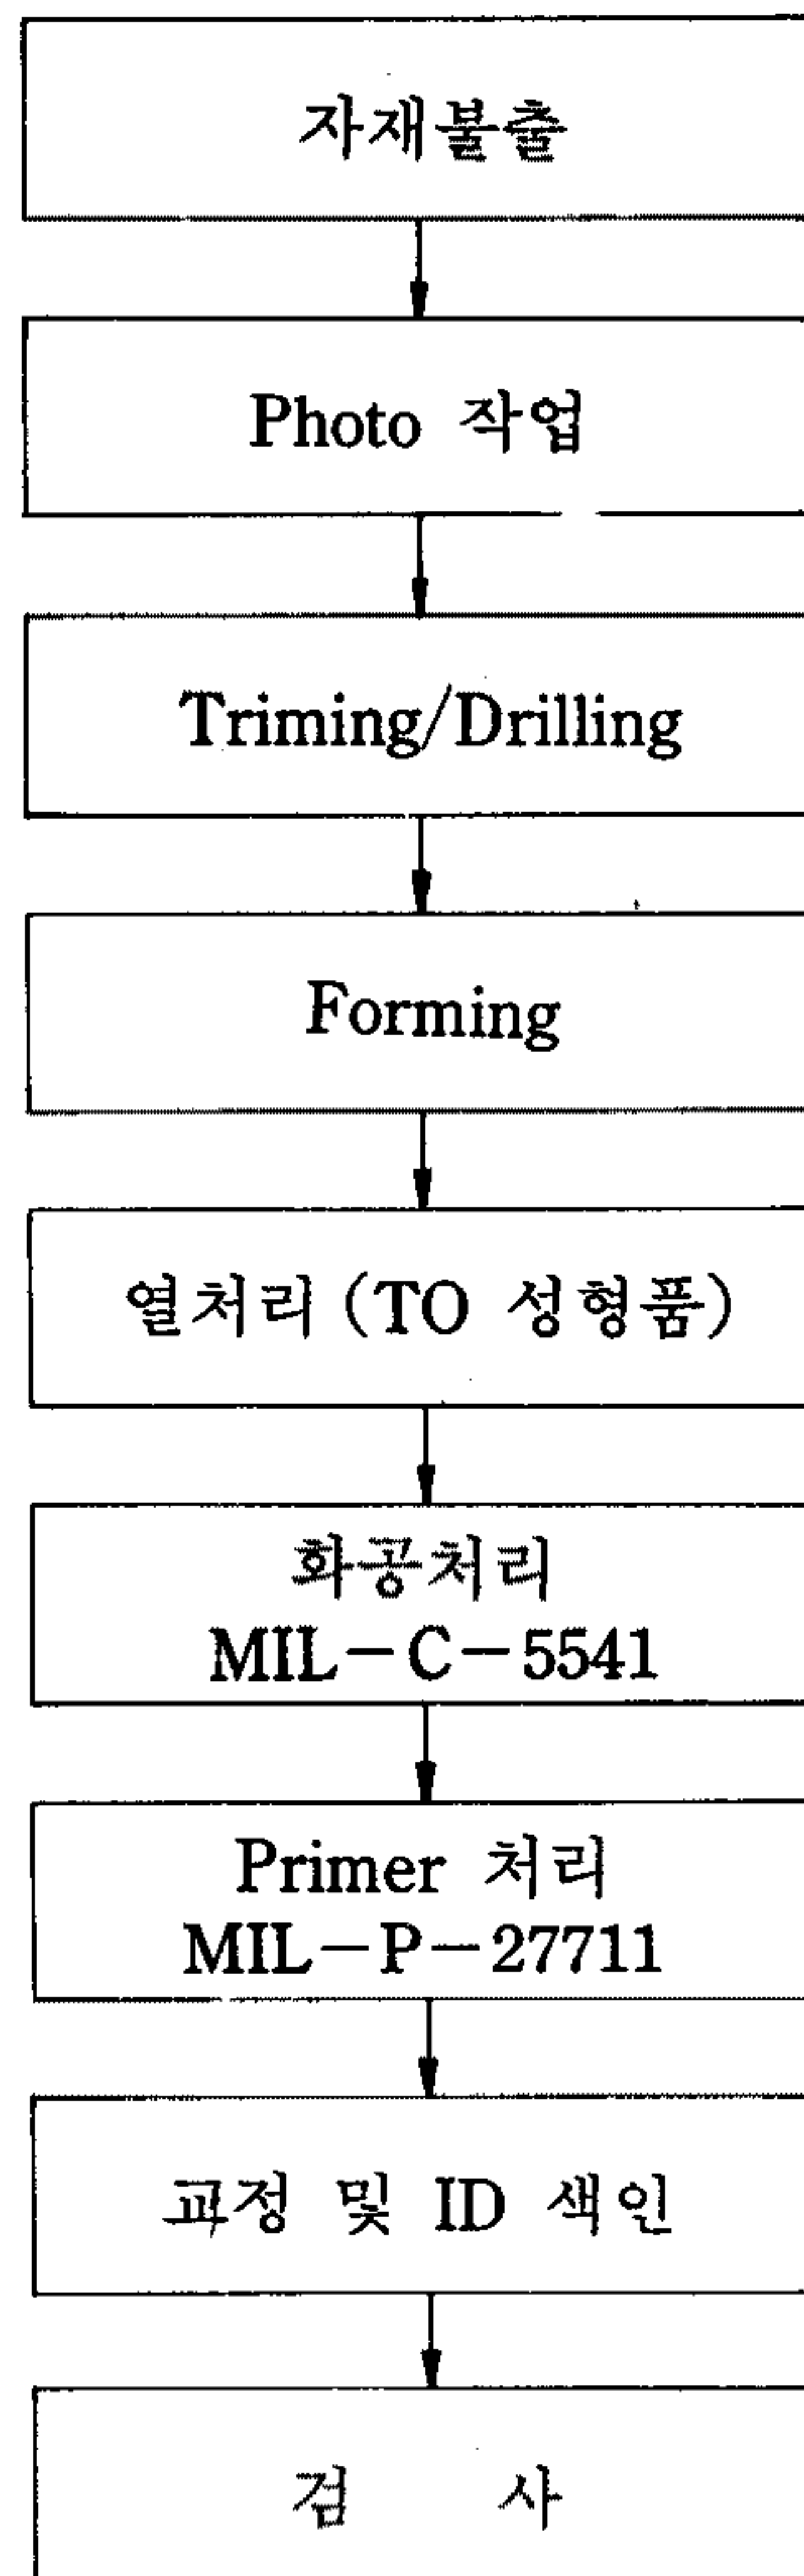 자재불출
Photo 작업
Triming/Drilling
Forming
열처리(TO 성형품)
화공처리
MIL-C-5541
Primer 처리
MIL-P-27711
교정 및 ID 색인
검 사